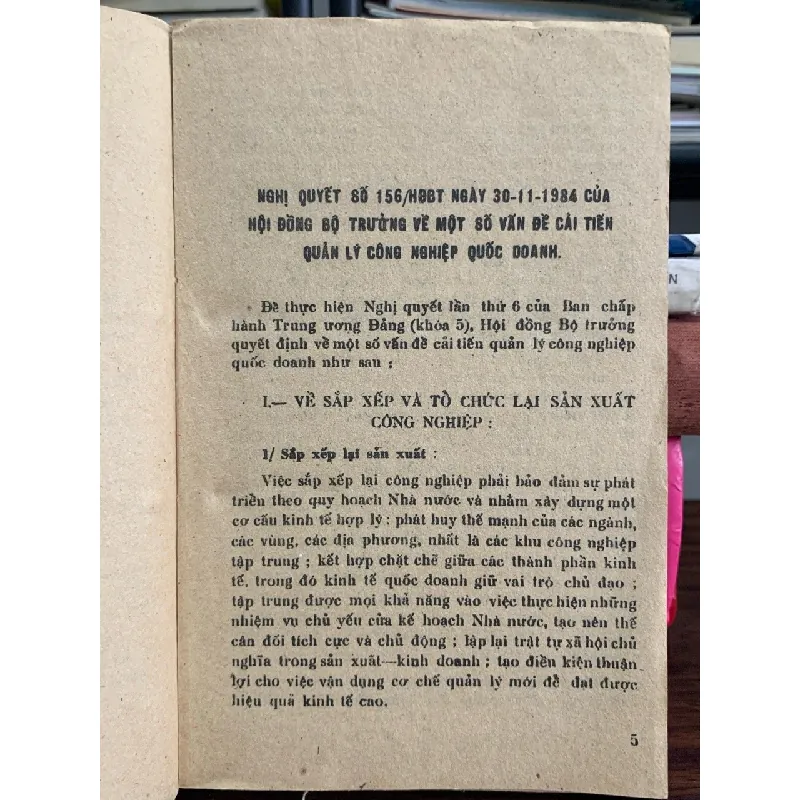 NGHỊ QUYẾT SỐ 156/HĐBT NGÀY 30-11-1984 CỦA
HỘI ĐỒNG BỘ TRƯỞNG VỀ MỘT SỐ VẤN ĐỀ CẢI TIẾN
QUẢN LÝ CÔNG NGHIỆP QUỐC DOANH.
Để thực hiện Nghị quyết lần thứ 6 của Ban chấp
hành Trung ương Đảng (khóa 5), Hội đồng Bộ trưởng
quyết định về một số vấn đề cải tiến quản lý công nghiệp
quốc doanh như sau ;
I.— VỀ SẮP XẾP VÀ TỔ CHỨC LẠI SẢN XUẤT
CÔNG NGHIỆP :
1/ Sắp xếp lại sản xuất :
Việc sắp xếp lại công nghiệp phải bảo đảm sự phát
triển theo quy hoạch Nhà nước và nhằm xây dựng một
cơ cấu kinh tế hợp lý : phát huy thế mạnh của các ngành,
các vùng, các địa phương, nhất là các khu công nghiệp
tập trung ; kết hợp chặt chẽ giữa các thành phần kinh
tế, trong đó kinh tế quốc doanh giữ vai trò chủ đạo ;
tập trung được mọi khả năng vào việc thực hiện những
nhiệm vụ chủ yếu của kế hoạch Nhà nước, tạo nên thế
cân đối tích cực và chủ động ; lập lại trật tự xã hội chủ
nghĩa trong sản xuất—kinh doanh ; tạo điều kiện thuận
lợi cho việc vận dụng cơ chế quản lý mới để đạt được
hiệu quả kinh tế cao.
5
N